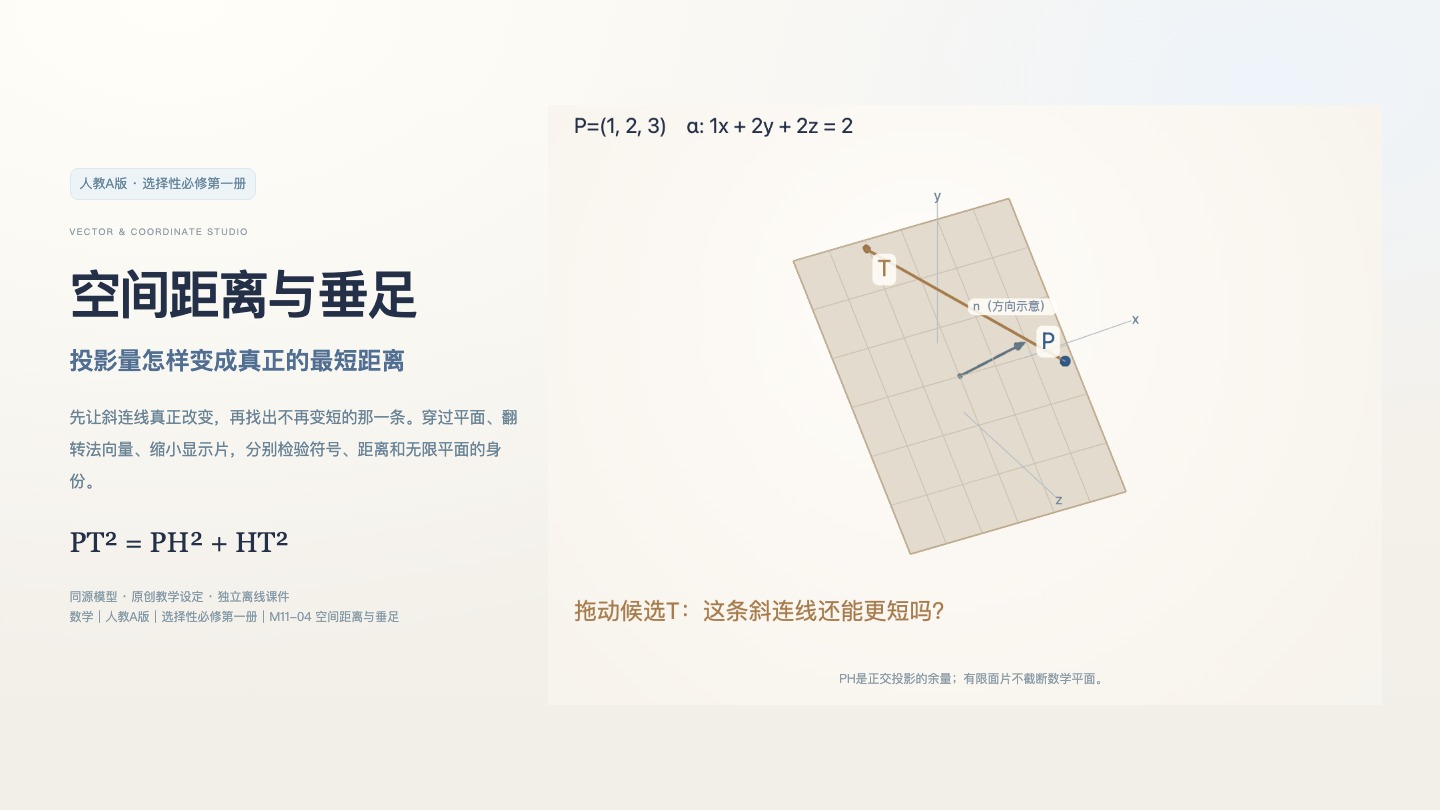 人教A版 · 选择性必修第一册
VECTOR & COORDINATE STUDIO
空间距离与垂足
投影量怎样变成真正的最短距离
先让斜连线真正改变，再找出不再变短的那一条。穿过平面、翻
转法向量、缩小显示片，分别检验符号、距离和无限平面的身
份。
PT² = PH² + HT²
同源模型 · 原创教学设定 · 独立离线课件
数学｜人教A版｜选择性必修第一册｜M11-04 空间距离与垂足
P=(1, 2, 3)　α: 1x + 2y + 2z = 2
y
T
n（方向示意）
x
P
z
拖动候选T：这条斜连线还能更短吗？
PH是正交投影的余量；有限面片不截断数学平面。